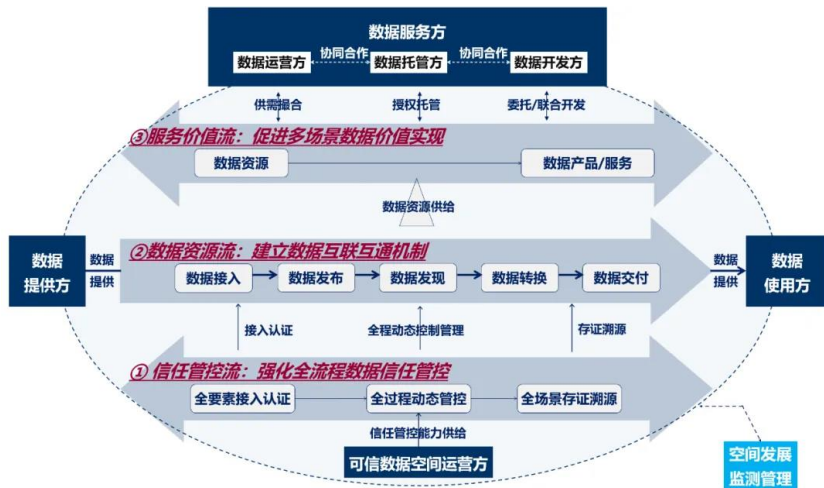 数据服务方
协同合作 协同合作
数据运营方 数据托管方 数据开发方
供需撮合 授权托管 委托/联合开发
③服务价值流：促进多场景数据价值实现
数据资源 数据产品/服务
数据资源供给
②数据资源流：建立数据互联互通机制
数据
提供方
数据
提供
数据接入 数据发布 数据发现 数据转换 数据交付
数据
提供
数据
使用方
接入认证 全程动态控制管理 存证溯源
① 信任管控流：强化全流程数据信任管控
全要素接入认证 全过程动态管控 全场景存证溯源
信任管控能力供给
可信数据空间运营方
空间发展
监测管理